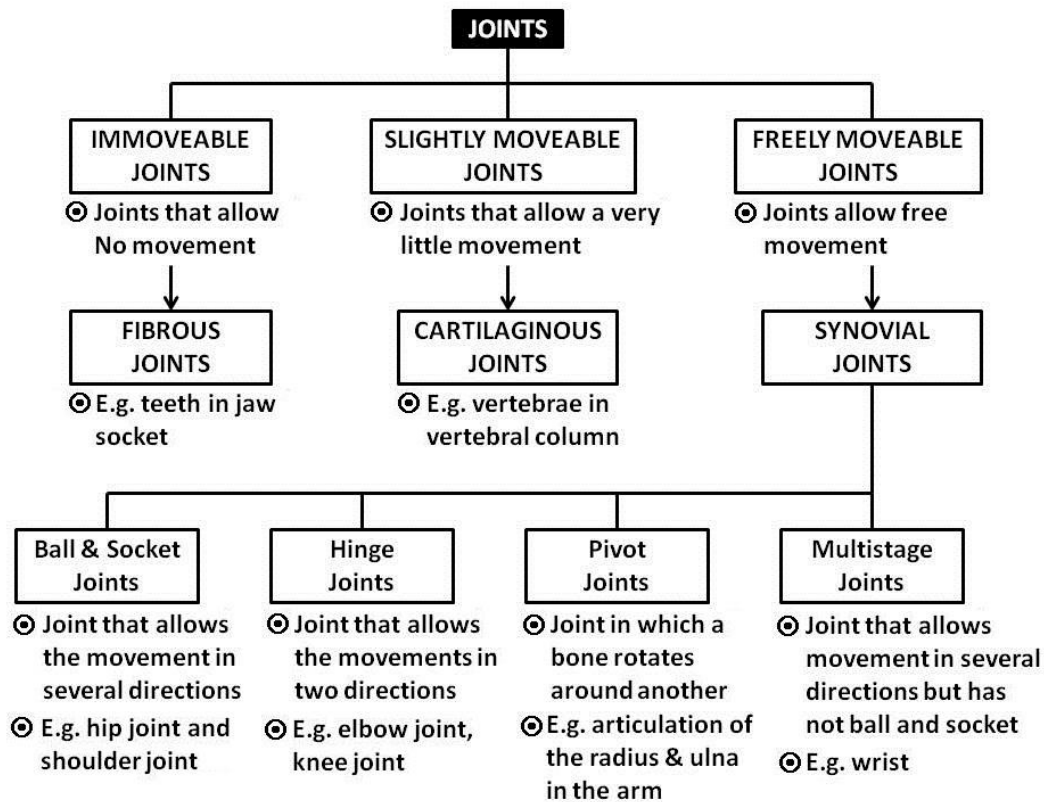 JOINTS
IMMOVEABLE
JOINTS
Joints that allow
No movement
SLIGHTLY MOVEABLE
JOINTS
Joints that allow a very
little movement
FREELY MOVEABLE
JOINTS
Joints allow free
movement
FIBROUS
JOINTS
E.g. teeth in jaw
socket
CARTILAGINOUS
JOINTS
E.g. vertebrae in
vertebral column
SYNOVIAL
JOINTS
Ball & Socket
Joints
Joint that allows
the movement in
several directions
E.g. hip joint and
shoulder joint
Hinge
Joints
Joint that allows
the movements in
two directions
E.g. elbow joint,
knee joint
Pivot
Joints
Joint in which a
bone rotates
around another
E.g. articulation of
the radius & ulna
in the arm
Multistage
Joints
Joint that allows
movement in several
directions but has
not ball and socket
E.g. wrist